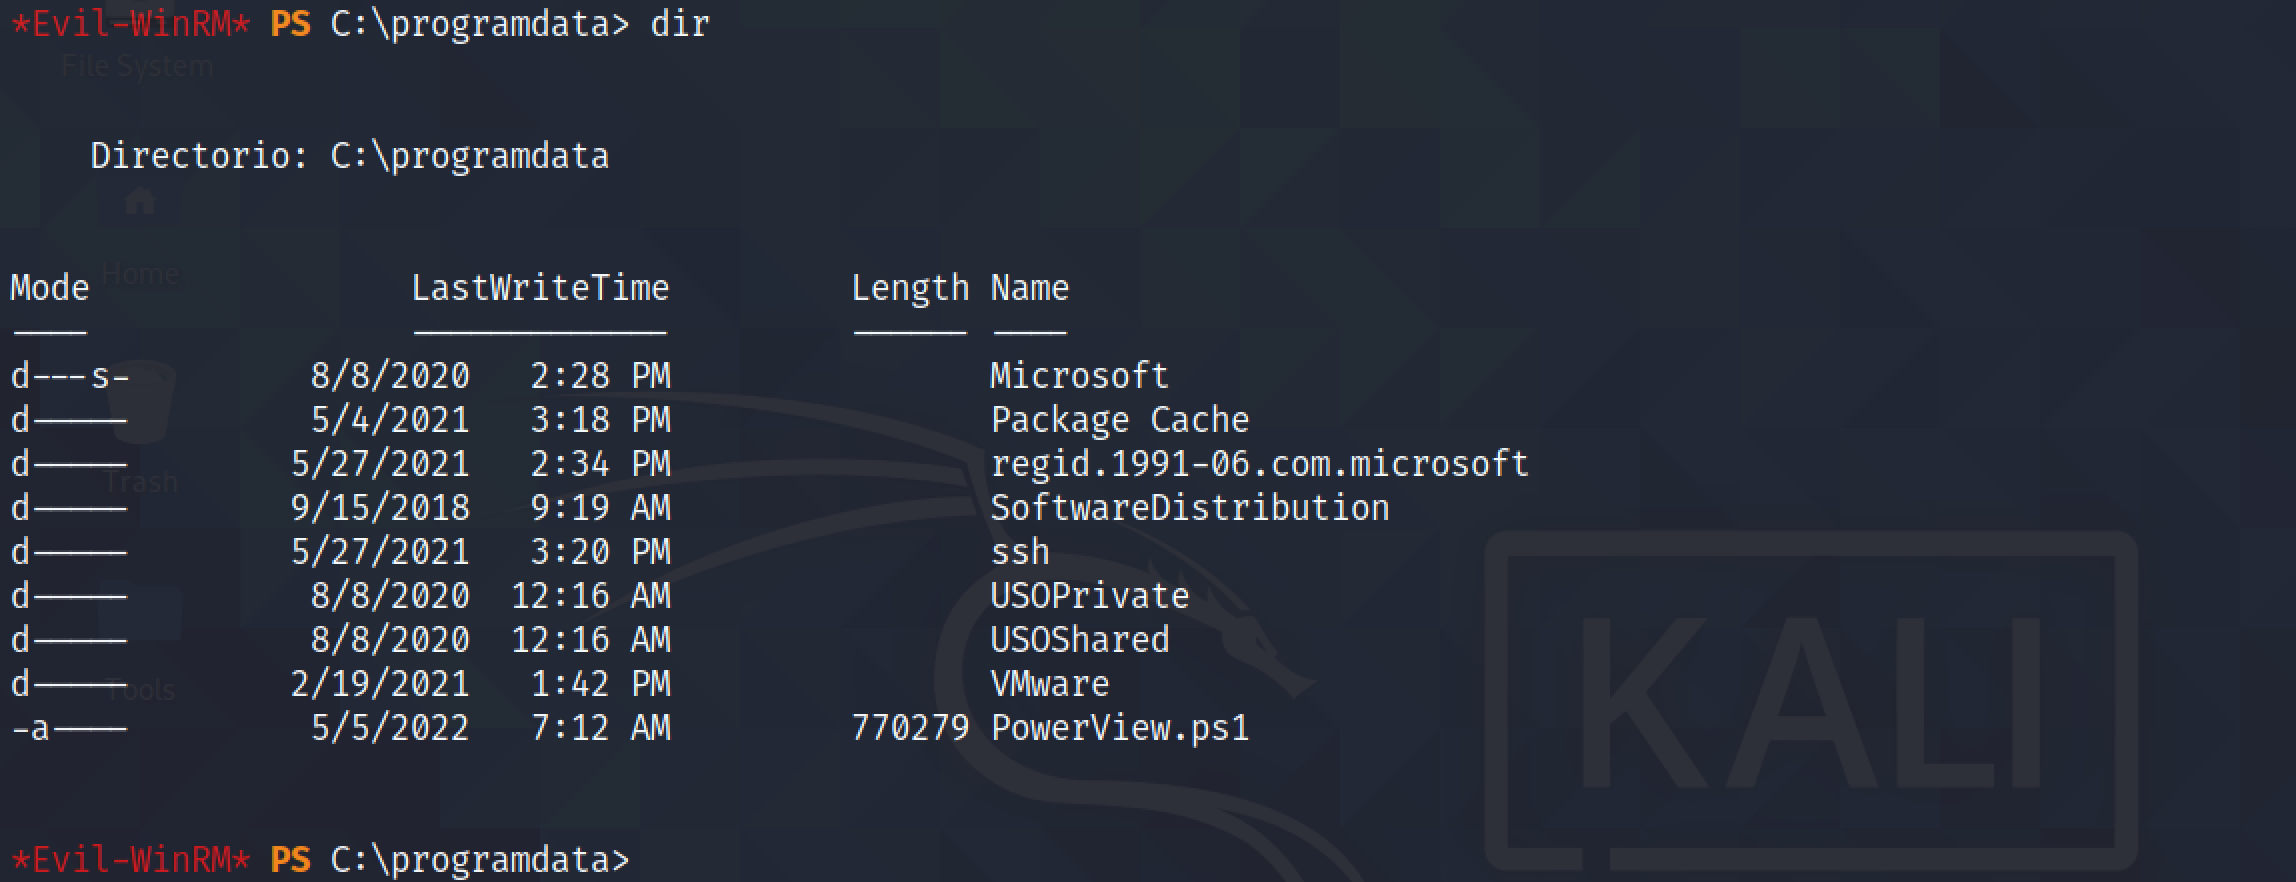 *Evil-WinRM* PS C:\programdata> dir
File System
Directorio: C:\programdata
Home
Mode LastWriteTime Length Name
---- ------------- ------ ----
d---s- 8/8/2020 2:28 PM Microsoft
d----- 5/4/2021 3:18 PM Package Cache
d----- 5/27/2021 2:34 PM regid.1991-06.com.microsoft
Trash
d----- 9/15/2018 9:19 AM SoftwareDistribution
d----- 5/27/2021 3:20 PM ssh
d----- 8/8/2020 12:16 AM USOPrivate
d----- 8/8/2020 12:16 AM USOShared
d----- 2/19/2021 1:42 PM VMware
Tools
-a---- 5/5/2022 7:12 AM 770279 PowerView.ps1
KALI
*Evil-WinRM* PS C:\programdata>